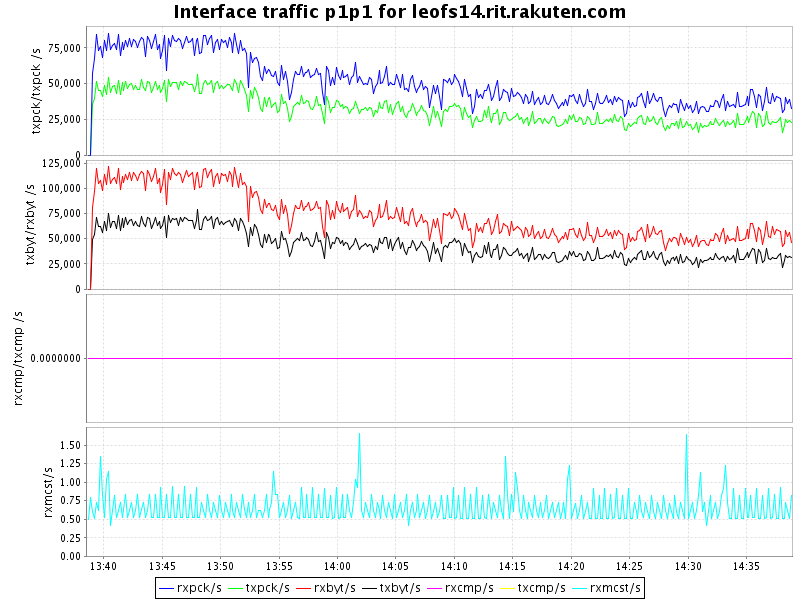 Interface traffic p1p1 for leofs14.rit.rakuten.com
txpck/txpck /s
75,000
50,000
25,000
0
txbyt/rxbyt /s
125,000
100,000
75,000
50,000
25,000
0
rxcmp/txcmp /s
0.0000000
rxmcst/s
1.50
1.25
1.00
0.75
0.50
0.25
0.00
13:40 13:45 13:50 13:55 14:00 14:05 14:10 14:15 14:20 14:25 14:30 14:35
rxpck/s txpck/s rxbyt/s txbyt/s rxcmp/s txcmp/s rxmcst/s